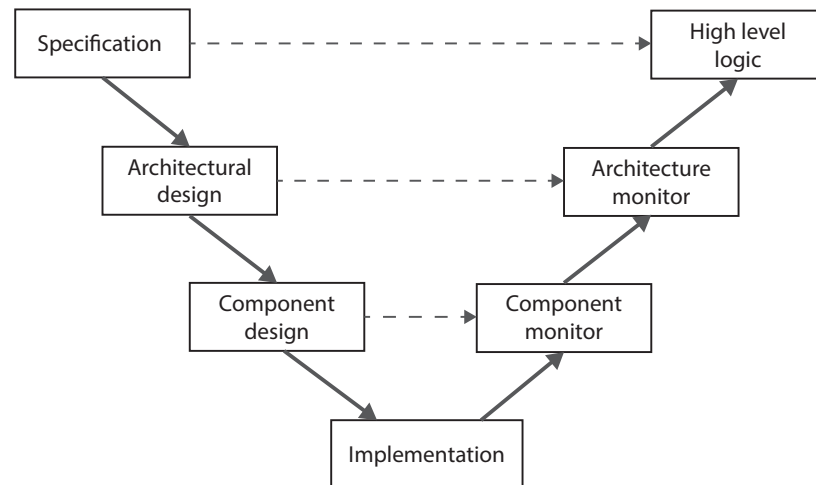 Specification
High level
logic
Architectural
design
Architecture
monitor
Component
design
Component
monitor
Implementation